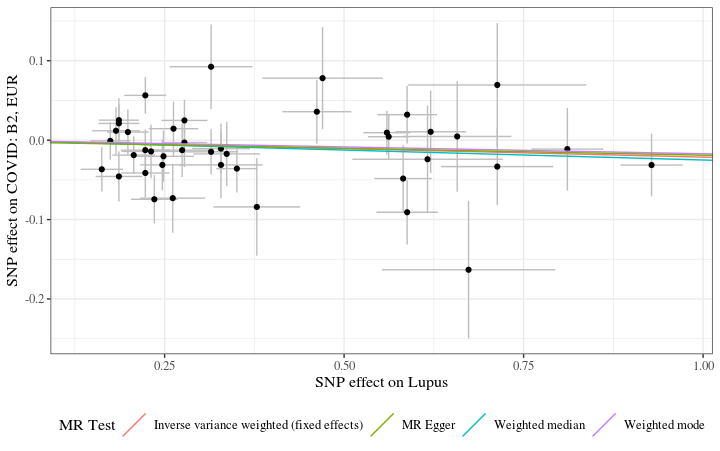 SNP effect on COVID: B2, EUR
0.1
0.0
-0.1
-0.2
0.25 0.50 0.75 1.00
SNP effect on Lupus
MR Test Inverse variance weighted (fixed effects) MR Egger Weighted median Weighted mode